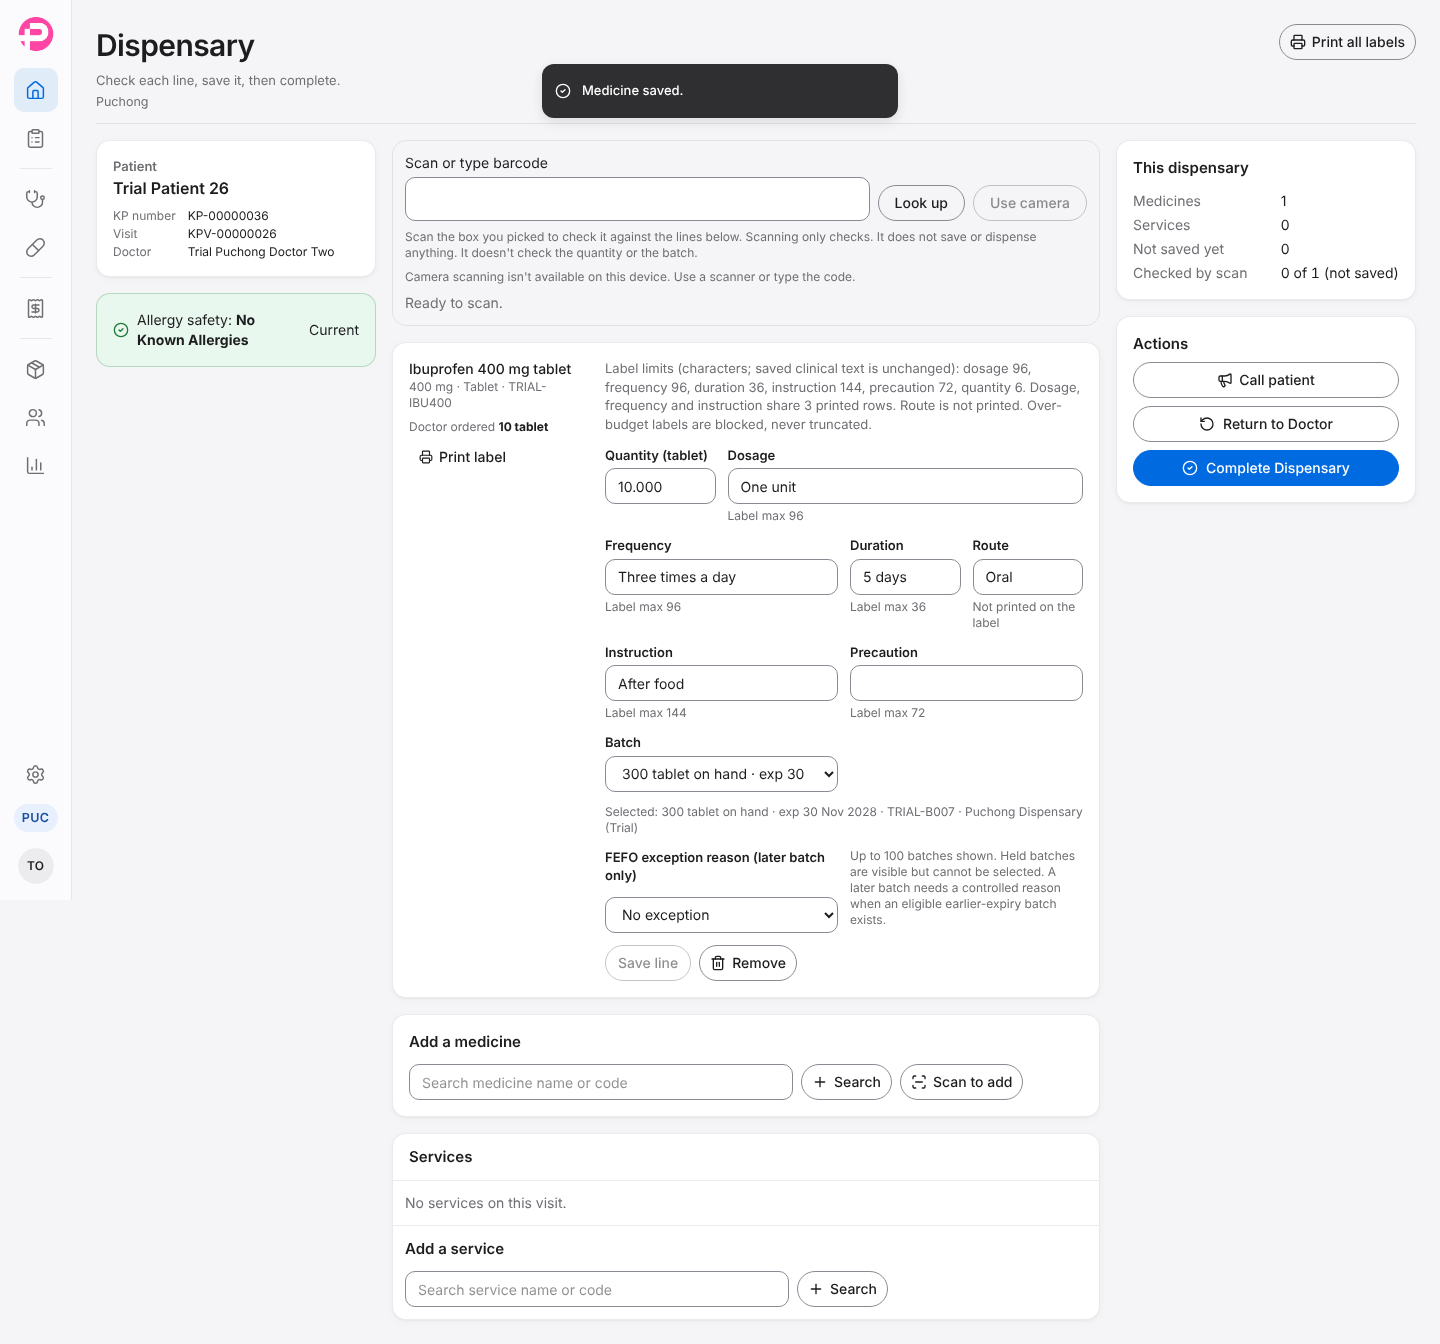 Dispensary
Check each line, save it, then complete.
Puchong
Print all labels
Medicine saved.
Patient
Trial Patient 26
KP number KP-00000036
Visit KPV-00000026
Doctor Trial Puchong Doctor Two
Allergy safety: No
Known Allergies
Current
Scan or type barcode
Look up
Use camera
Scan the box you picked to check it against the lines below. Scanning only checks. It does not save or dispense
anything. It doesn't check the quantity or the batch.
Camera scanning isn't available on this device. Use a scanner or type the code.
Ready to scan.
Ibuprofen 400 mg tablet
400 mg · Tablet · TRIAL-
IBU400
Doctor ordered 10 tablet
Print label
Label limits (characters; saved clinical text is unchanged): dosage 96,
frequency 96, duration 36, instruction 144, precaution 72, quantity 6. Dosage,
frequency and instruction share 3 printed rows. Route is not printed. Over-
budget labels are blocked, never truncated.
Quantity (tablet) Dosage
10.000 One unit
Label max 96
Frequency Duration Route
Three times a day 5 days Oral
Label max 96 Label max 36 Not printed on the
label
Instruction Precaution
After food
Label max 144 Label max 72
Batch
300 tablet on hand · exp 30
Selected: 300 tablet on hand · exp 30 Nov 2028 · TRIAL-B007 · Puchong Dispensary
(Trial)
FEFO exception reason (later batch
only)
No exception
Up to 100 batches shown. Held batches
are visible but cannot be selected. A
later batch needs a controlled reason
when an eligible earlier-expiry batch
exists.
Save line
Remove
Add a medicine
Search medicine name or code
Search
Scan to add
Services
No services on this visit.
Add a service
Search service name or code
Search
This dispensary
Medicines 1
Services 0
Not saved yet 0
Checked by scan 0 of 1 (not saved)
Actions
Call patient
Return to Doctor
Complete Dispensary
PUC
TO